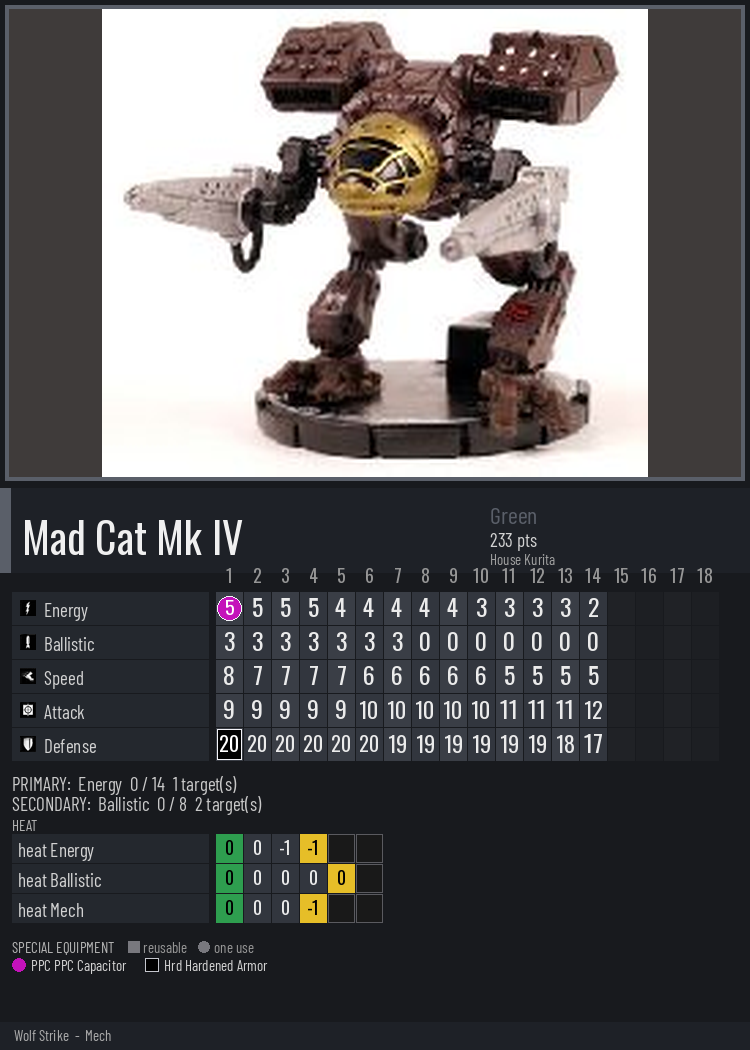 Mad Cat Mk IV
Green
233 pts
House Kurita
1 2 3 4 5 6 7 8 9 10 11 12 13 14 15 16 17 18
Energy 5 5 5 5 4 4 4 4 4 3 3 3 3 2
Ballistic 3 3 3 3 3 3 3 0 0 0 0 0 0 0
Speed 8 7 7 7 7 6 6 6 6 6 5 5 5 5
Attack 9 9 9 9 9 10 10 10 10 10 11 11 11 12
Defense 20 20 20 20 20 20 19 19 19 19 19 19 18 17
PRIMARY: Energy 0 / 14 1 target(s)
SECONDARY: Ballistic 0 / 8 2 target(s)
HEAT
heat Energy 0 0 -1 -1
heat Ballistic 0 0 0 0 0
heat Mech 0 0 0 -1
SPECIAL EQUIPMENT reusable one use
PPC PPC Capacitor Hrd Hardened Armor
Wolf Strike - Mech